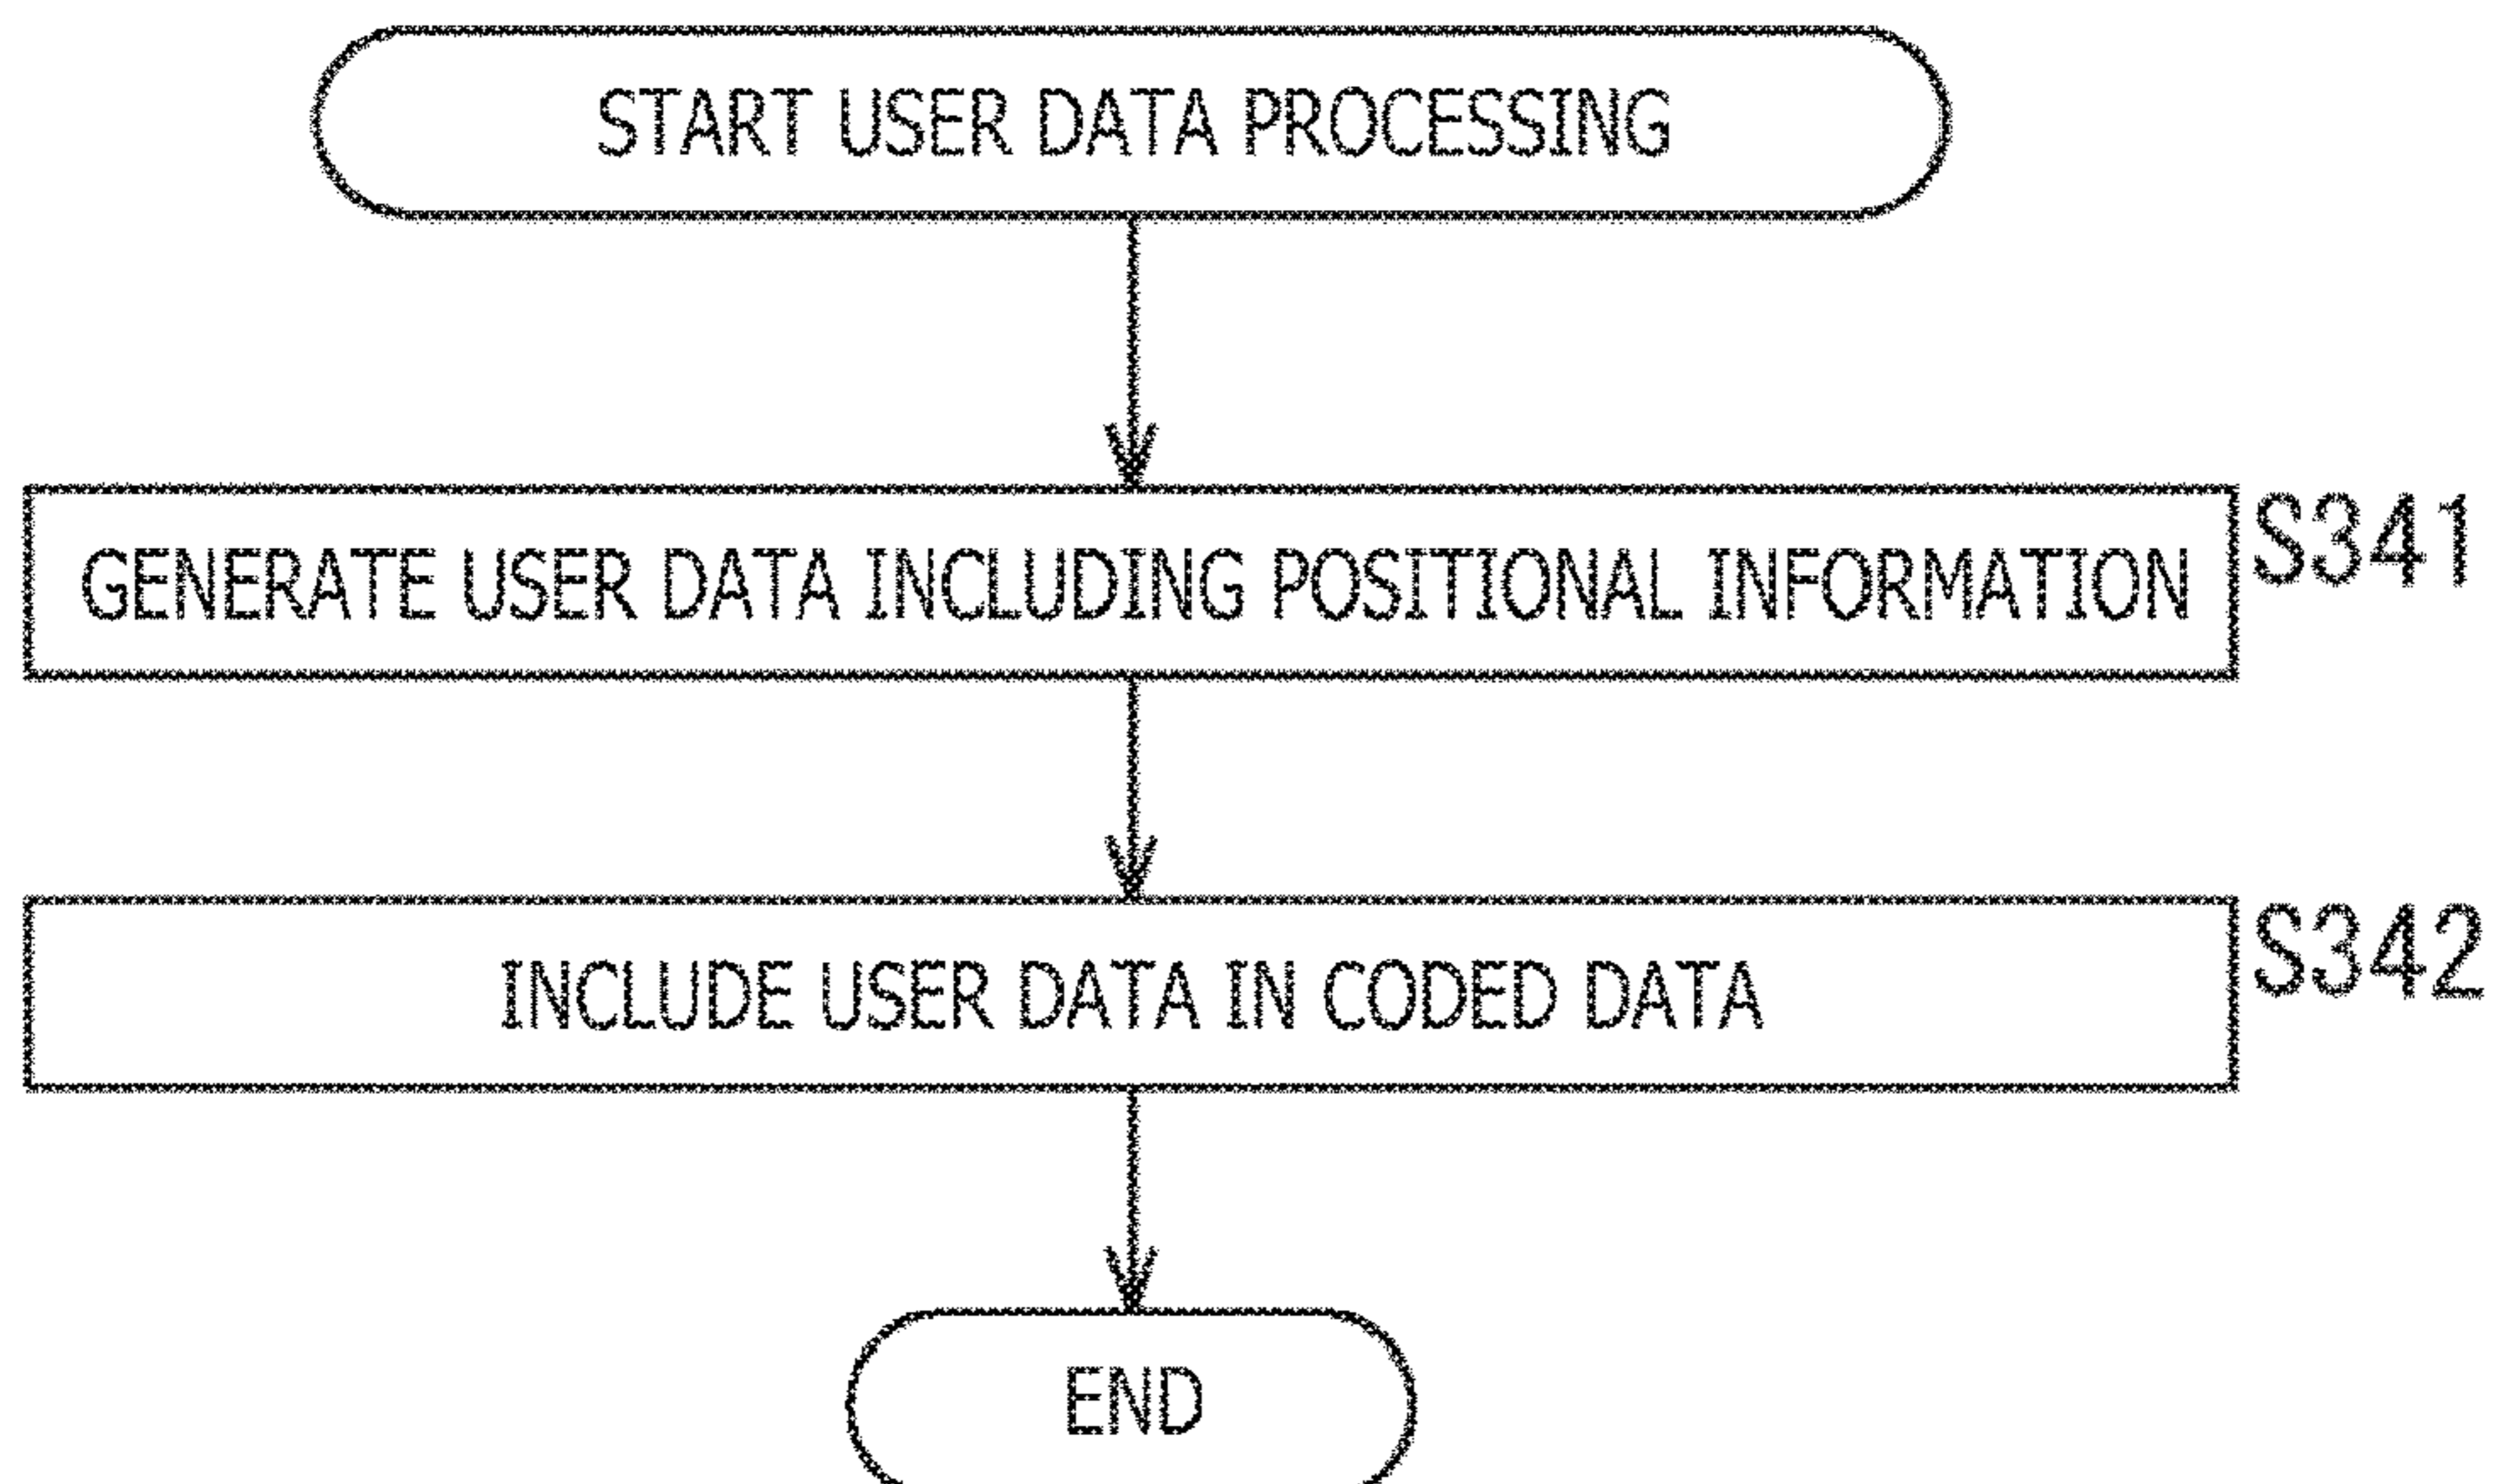 START USER DATA PROCESSING
GENERATE USER DATA INCLUDING POSITIONAL INFORMATION
S341
INCLUDE USER DATA IN CODED DATA
S342
END